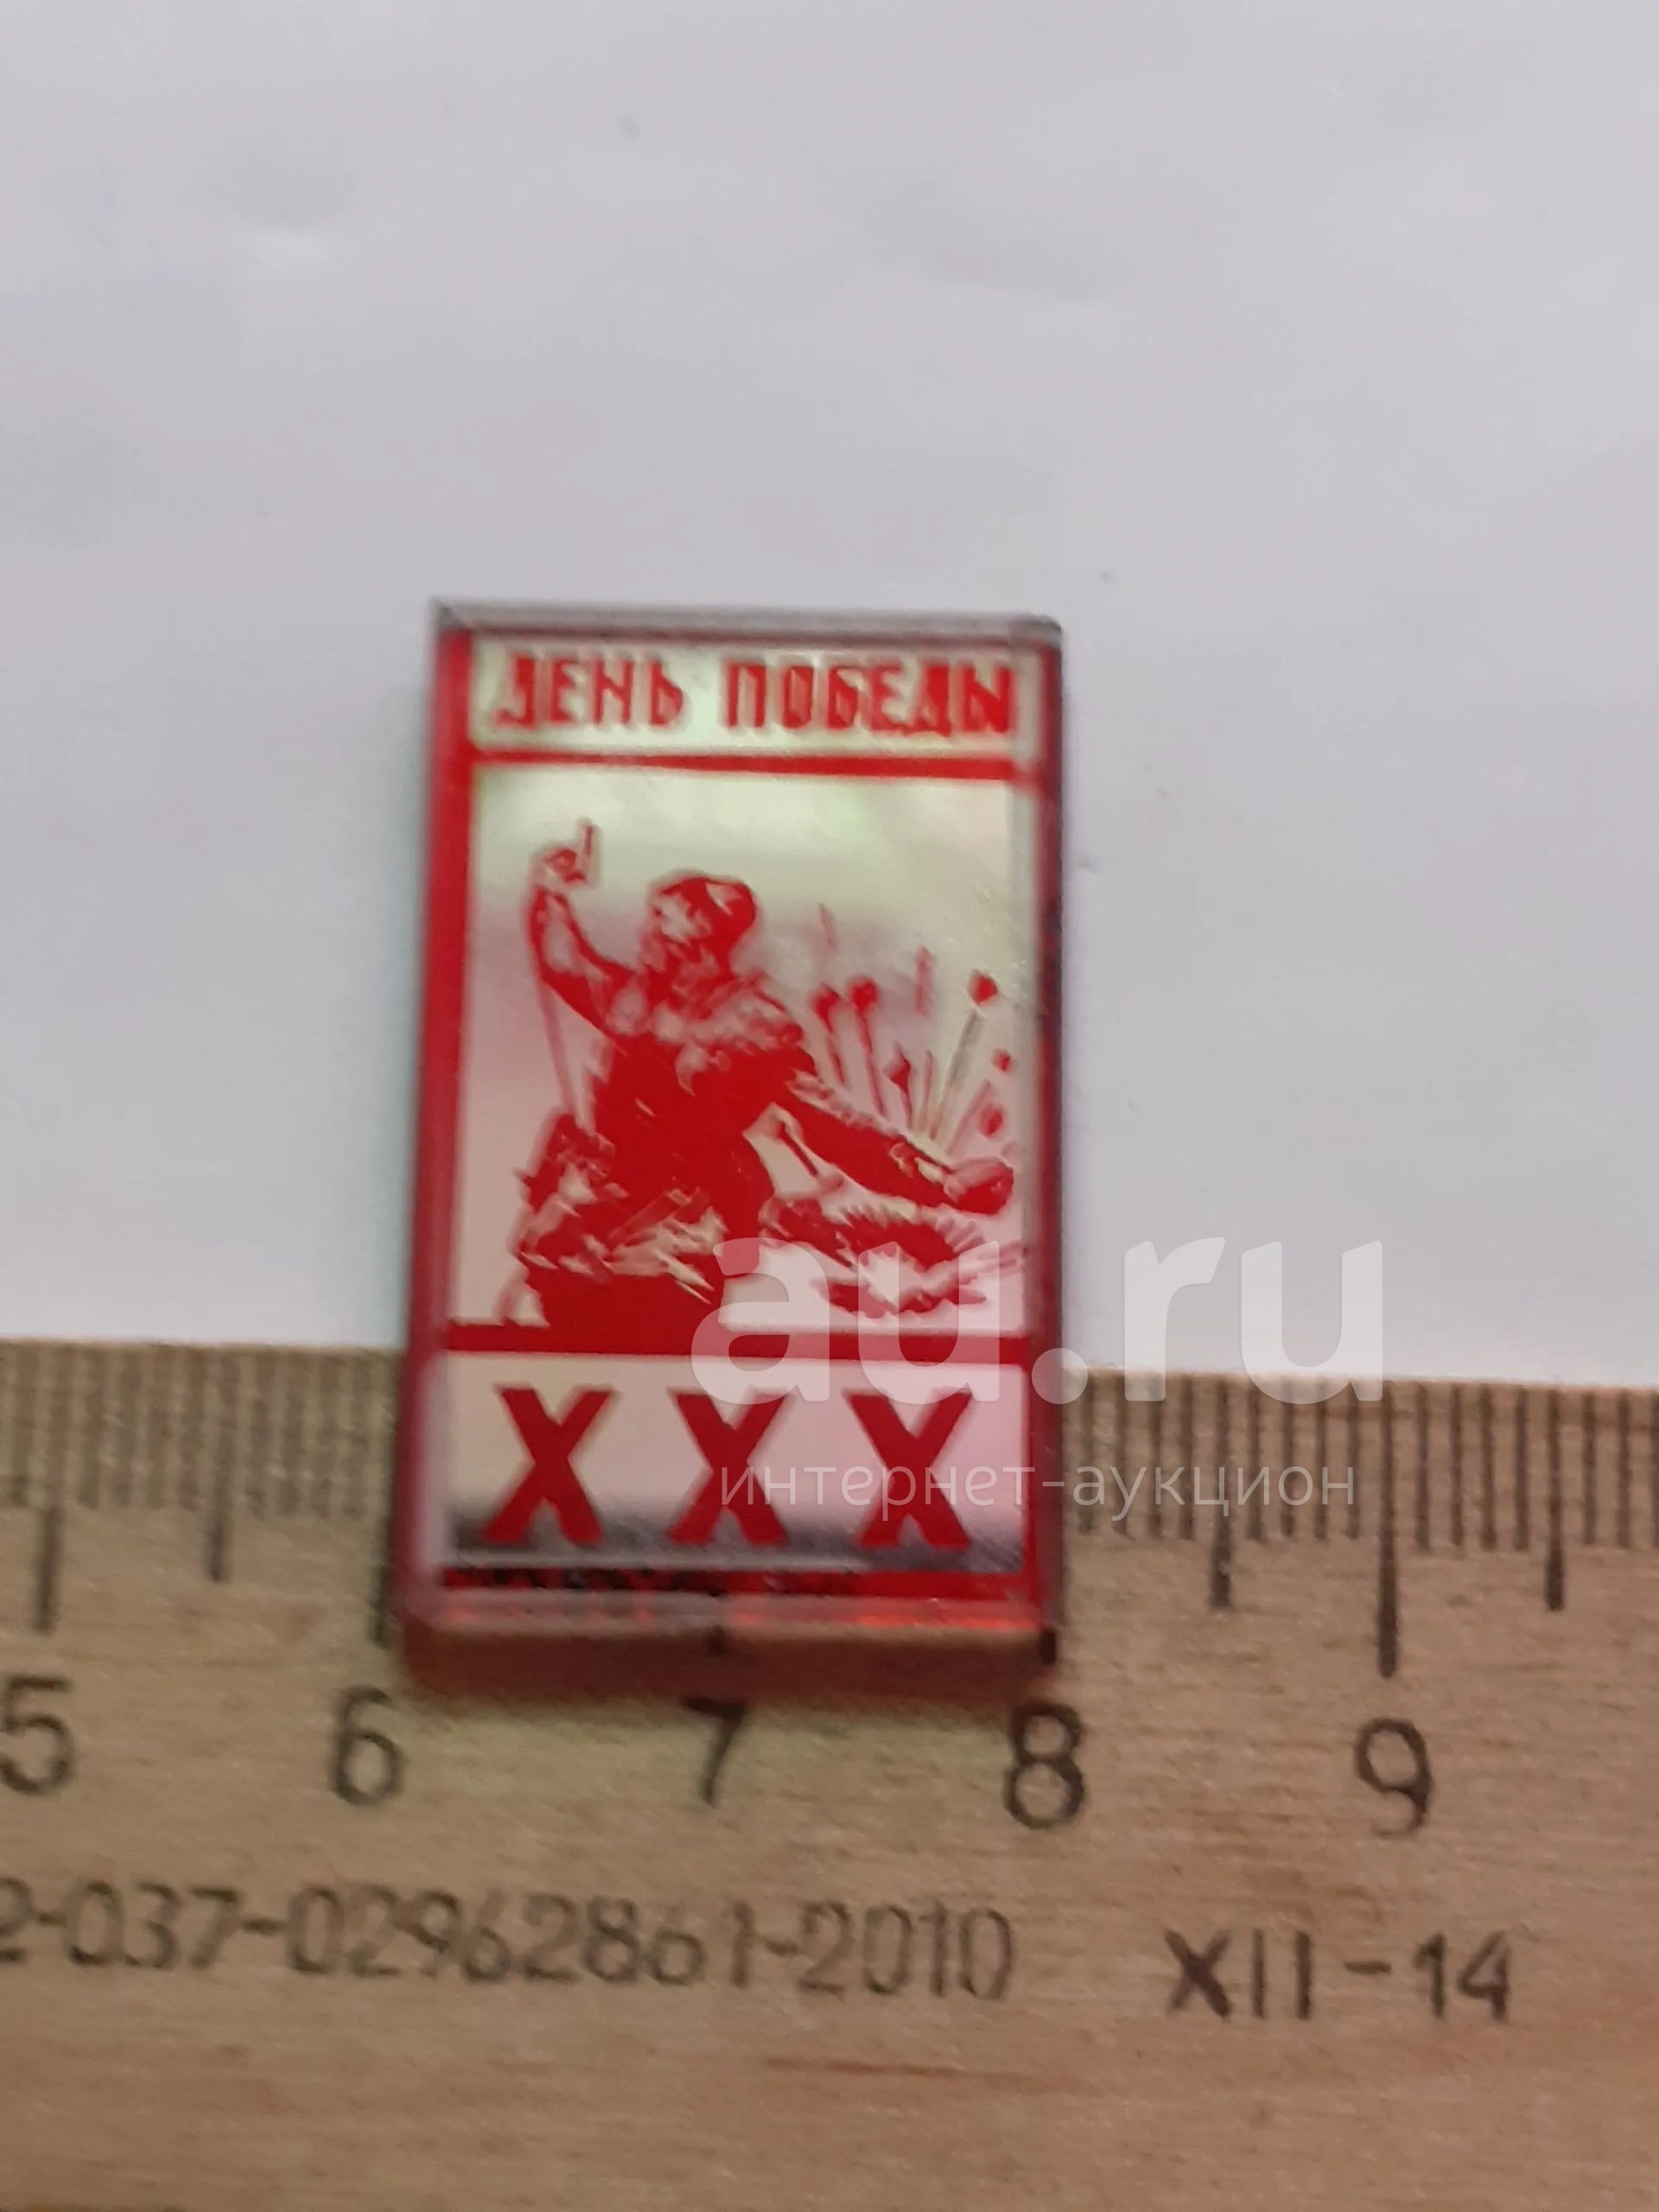 ДЕНЬ ПОБЕДЫ
au.ru
XXX
интернет-аукцион
5 6 7 8 9
2-037-02962861-2010 XII-14